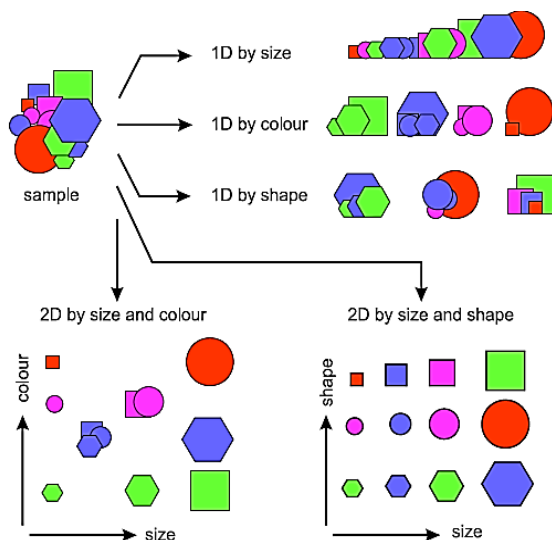 1D by size
1D by colour
sample
1D by shape
2D by size and colour
2D by size and shape
colour
shape
size
size